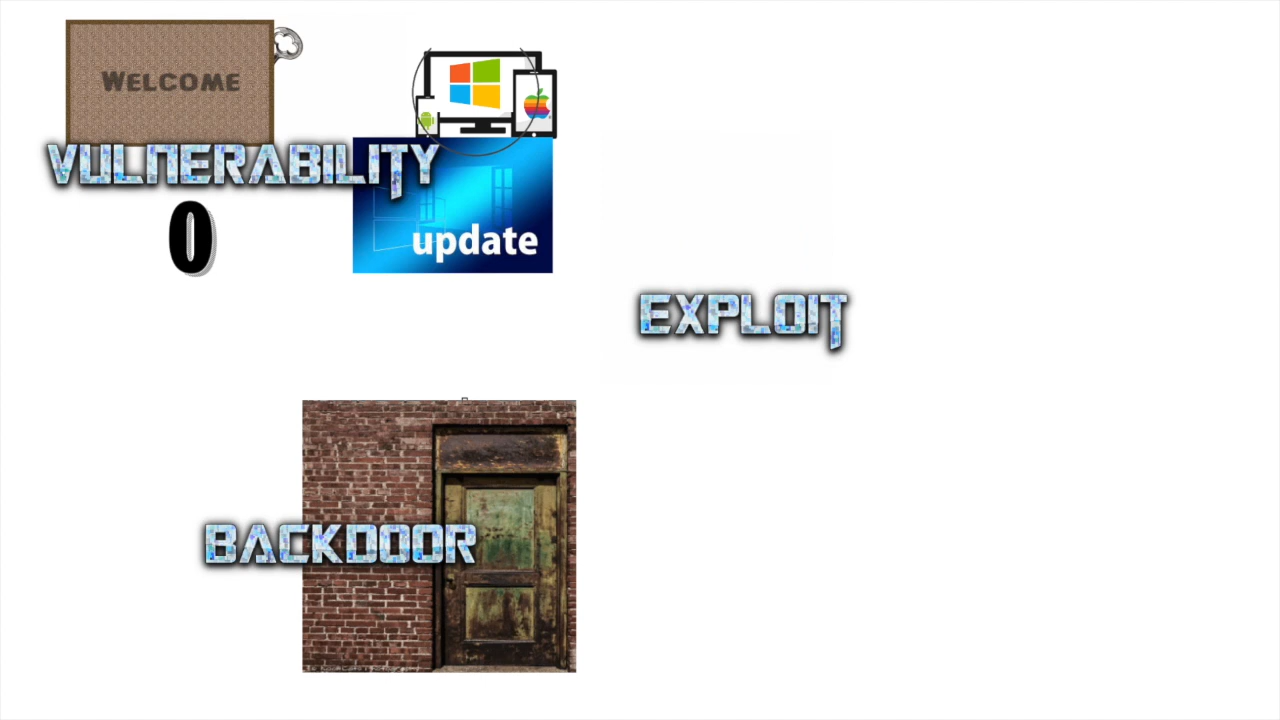 WELCOME
VULNERABILITY
0
update
EXPLOIT
BACKDOOR